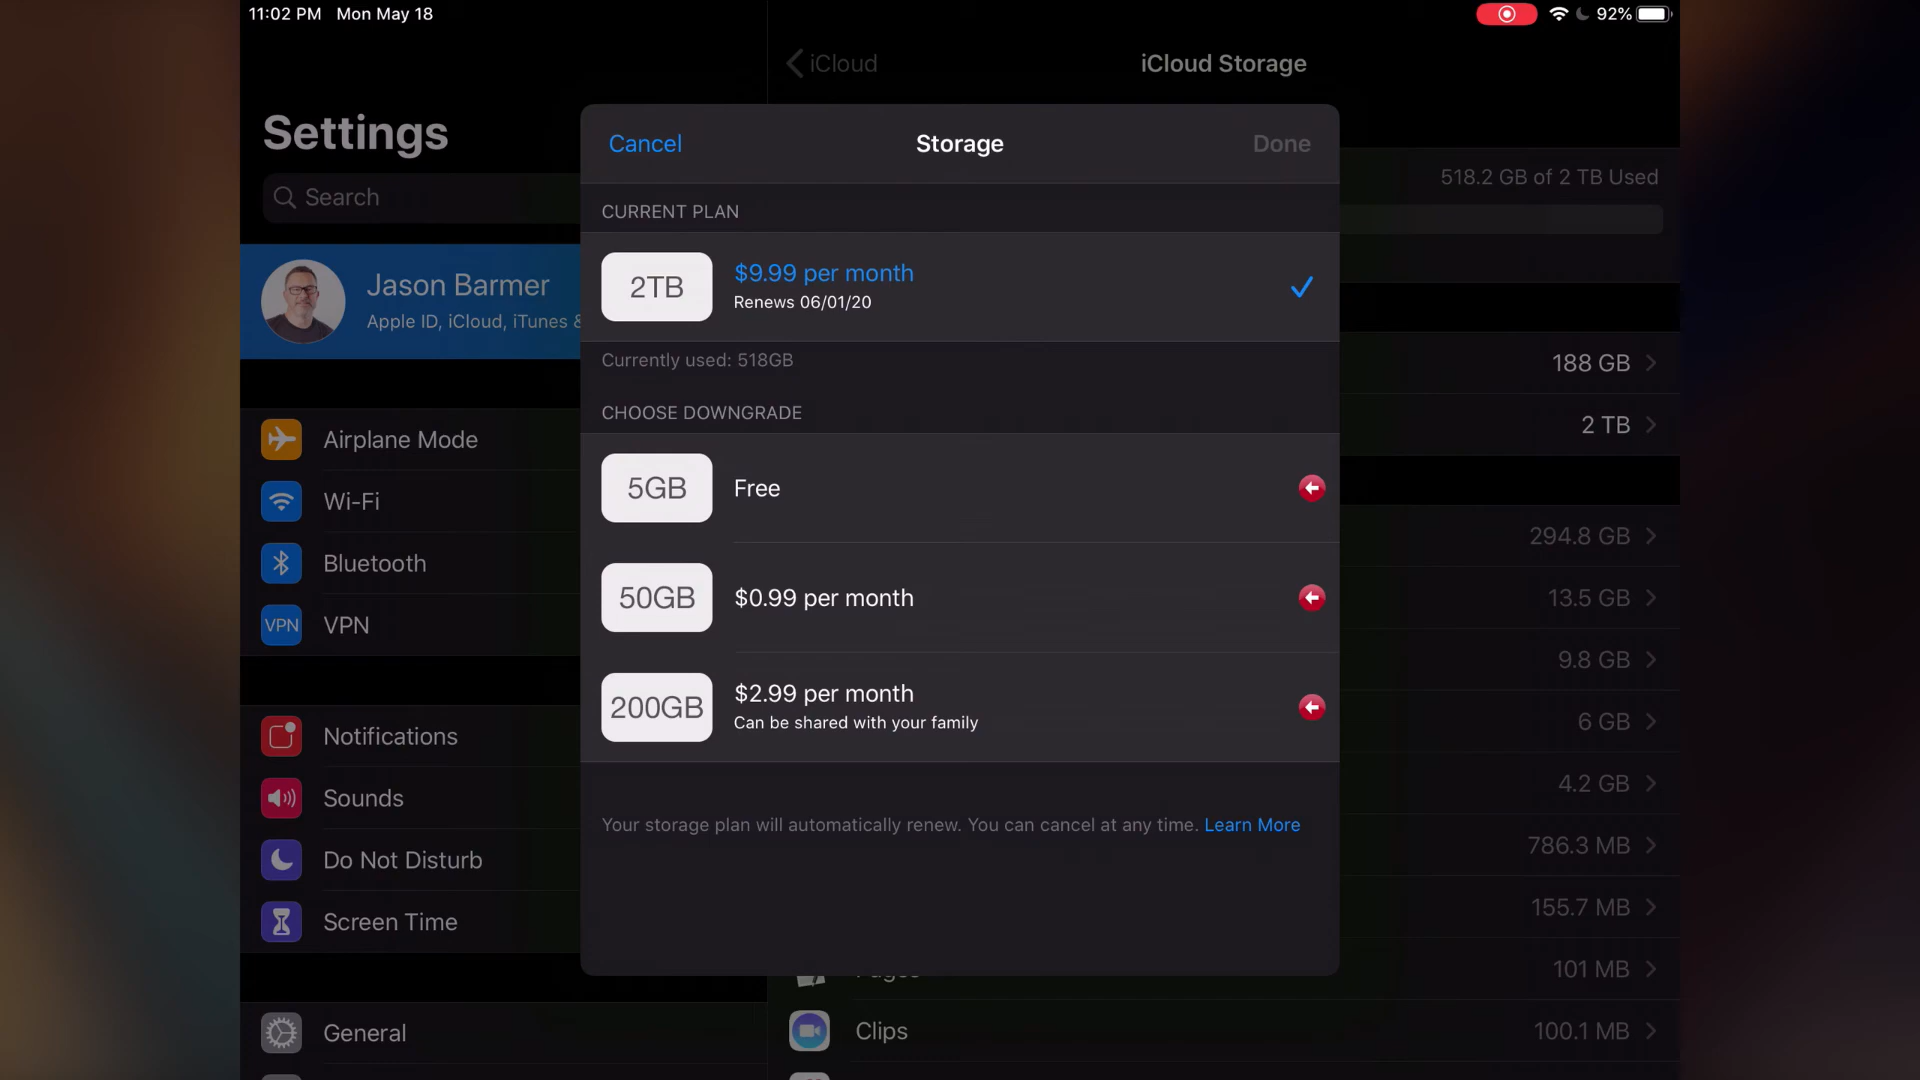 11:02 PM Mon May 18
92%
iCloud
iCloud Storage
Settings
Search
Jason Barmer
Apple ID, iCloud, iTunes &
Airplane Mode
Wi-Fi
Bluetooth
VPN
VPN
Notifications
Sounds
Do Not Disturb
Screen Time
General
Cancel
Storage
Done
CURRENT PLAN
2TB
$9.99 per month
Renews 06/01/20
Currently used: 518GB
CHOOSE DOWNGRADE
5GB
Free
50GB
$0.99 per month
200GB
$2.99 per month
Can be shared with your family
Your storage plan will automatically renew. You can cancel at any time. Learn More
518.2 GB of 2 TB Used
188 GB
2 TB
294.8 GB
13.5 GB
9.8 GB
6 GB
4.2 GB
786.3 MB
155.7 MB
Pages
101 MB
Clips
100.1 MB